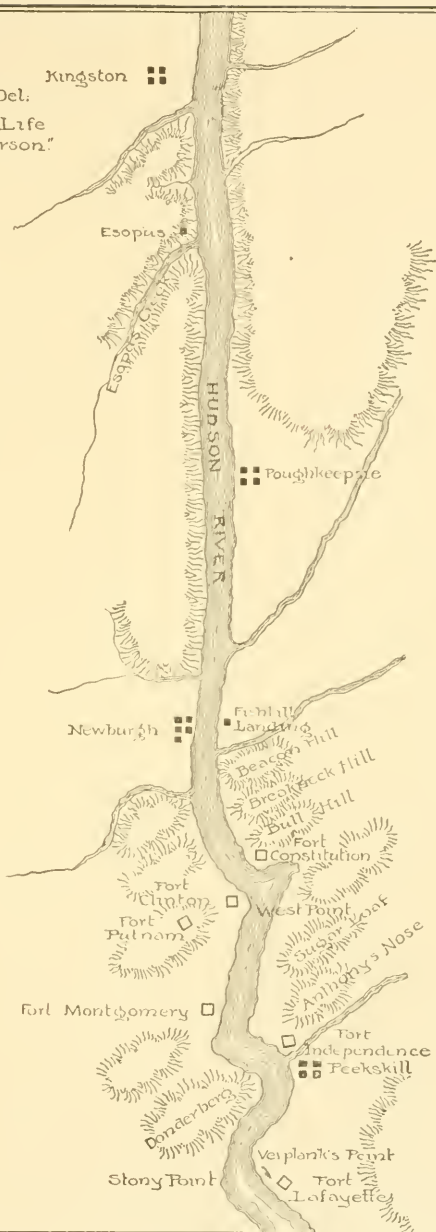 Kingston
Del.
Life
erson."
Esopus
Esopus Creek
HUDSON
RIVER
Poughkeepsie
Newburgh
Fishkill
Landing
Beacon Hill
Breakneck Hill
Bull Hill
Fort
Constitution
Fort
Clinton
West Point
Fort
Putnam
Sugar Loaf
Anthony's Nose
Fort Montgomery
Fort
Independence
Peekskill
Donderberg
Verplank's Point
Stony Point
Fort
Lafayette